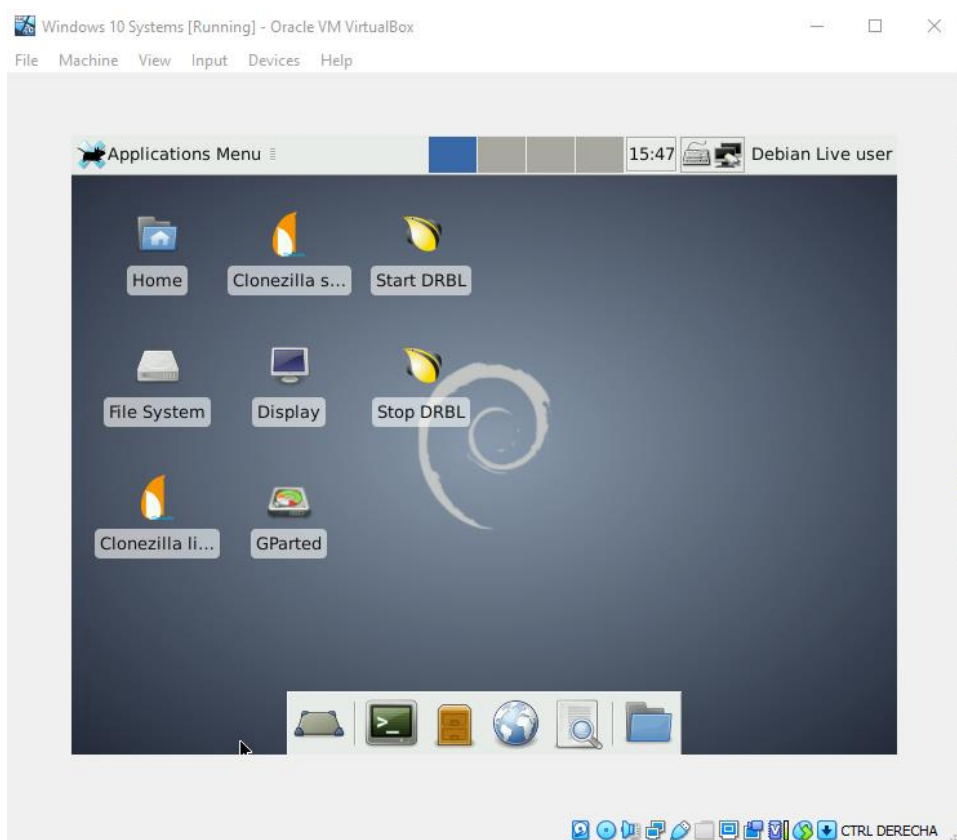 Windows 10 Systems [Running] - Oracle VM VirtualBox
File Machine View Input Devices Help
Applications Menu 15:47 Debian Live user
Home Clonezilla s... Start DRBL
File System Display Stop DRBL
Clonezilla li... GParted
>_
CTRL DERECHA